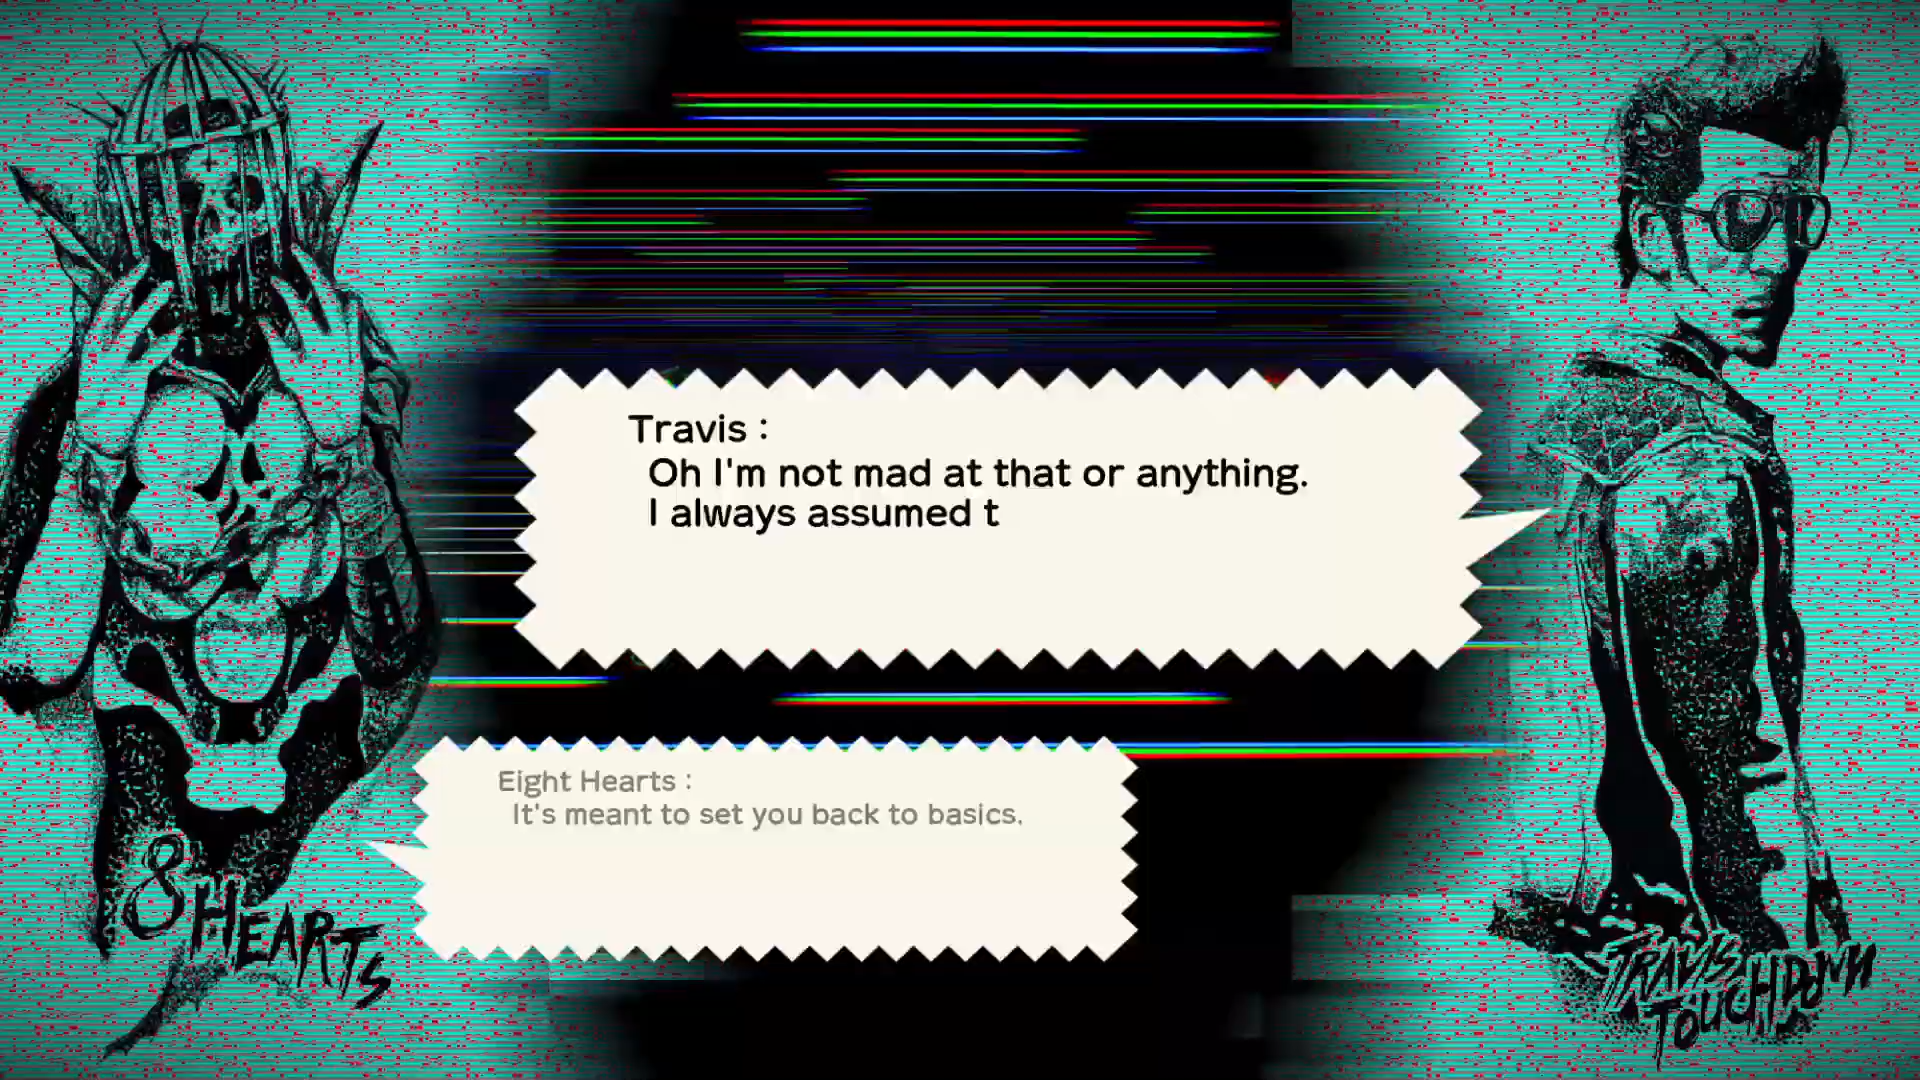 Travis :
Oh I'm not mad at that or anything.
I always assumed t
Eight Hearts :
It's meant to set you back to basics.
8
HEARTS
TRAVIS
TOUCHDOWN